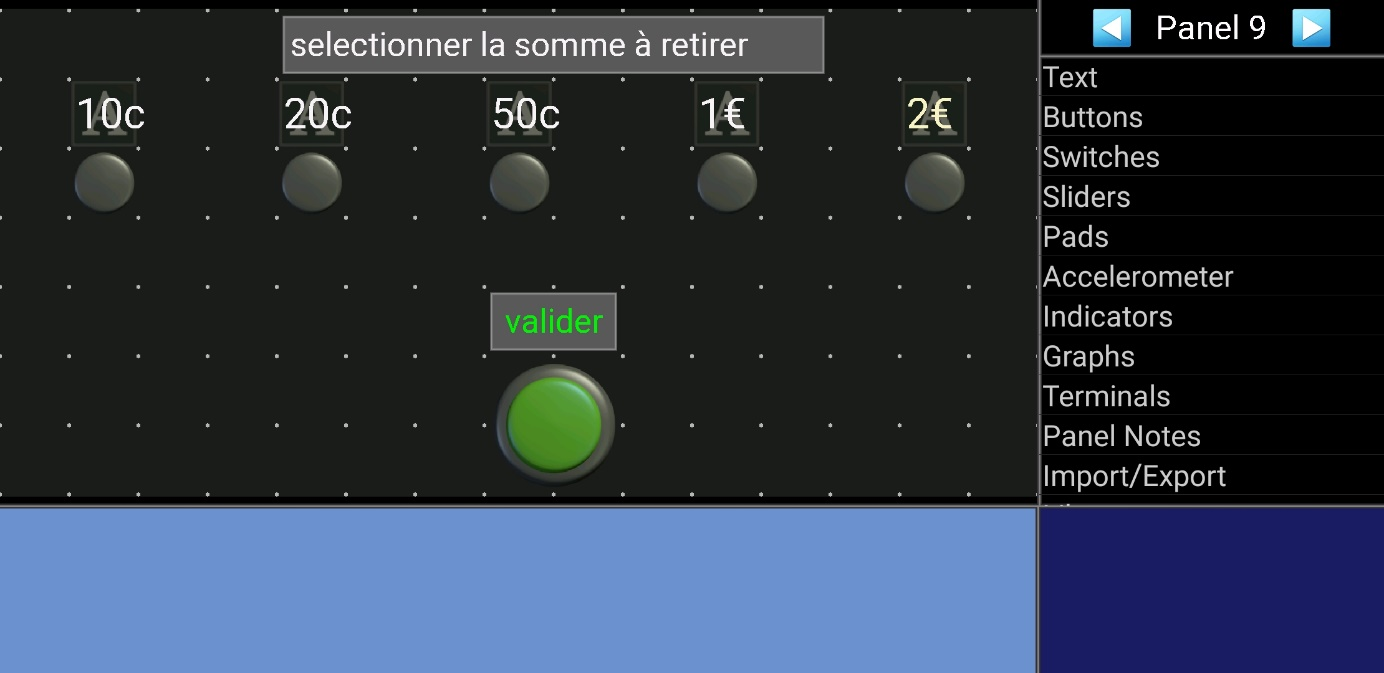 selectionner la somme à retirer
10c
20c
50c
1€
2€
valider
Panel 9
Text
Buttons
Switches
Sliders
Pads
Accelerometer
Indicators
Graphs
Terminals
Panel Notes
Import/Export